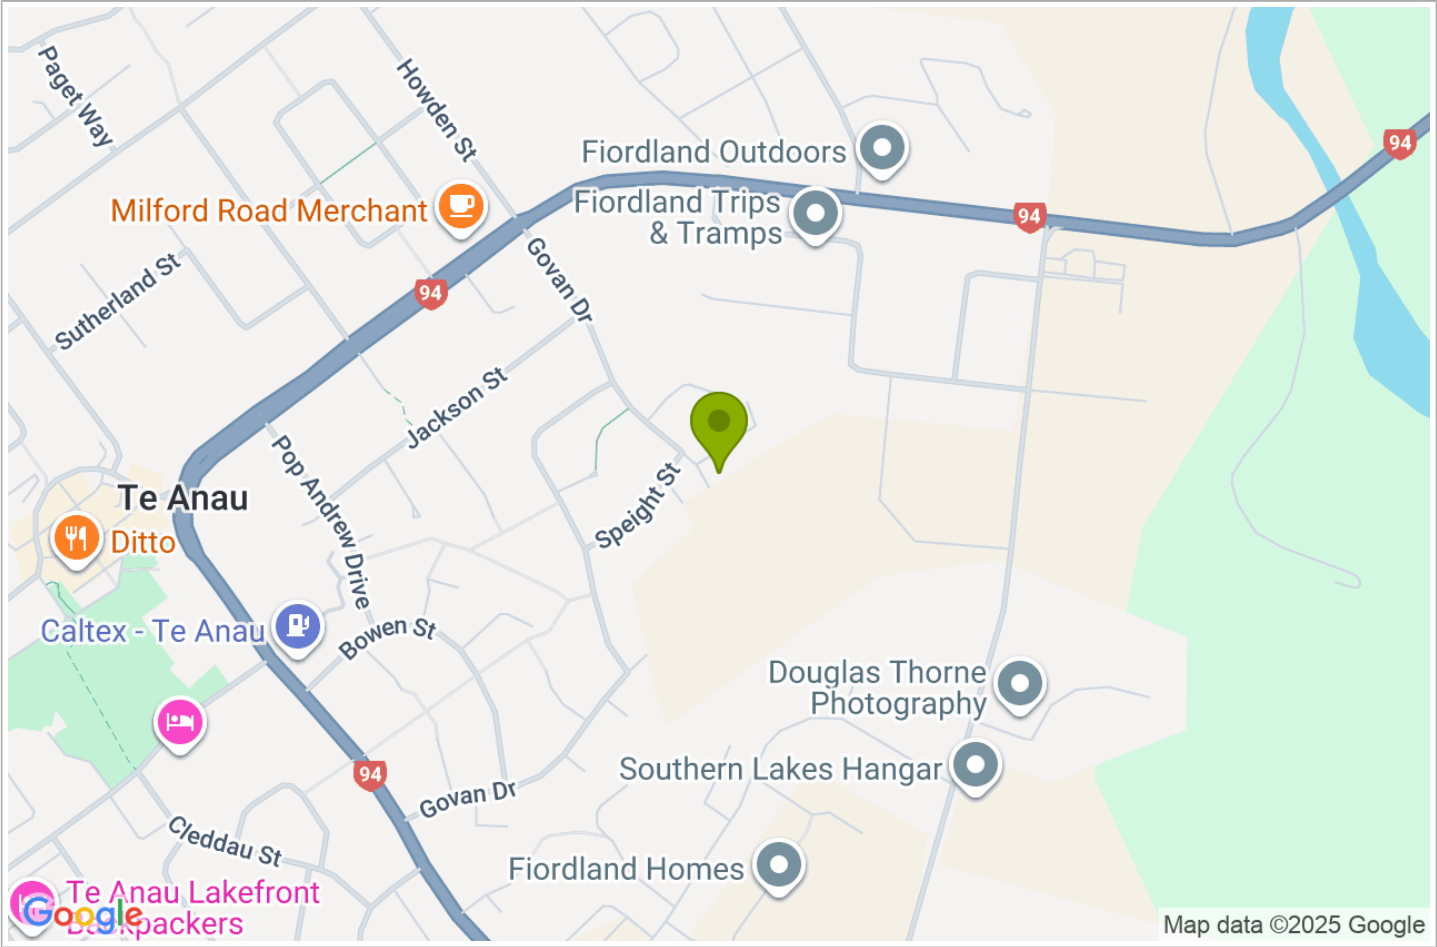 Paget Way
Howden St
94
Fiordland Outdoors
Milford Road Merchant
Fiordland Trips
& Tramps
94
Govan Dr
Sutherland St
94
Jackson St
Pop Andrew Drive
Te Anau
Speight St
Ditto
Caltex - Te Anau
Bowen St
Douglas Thorne
Photography
94
Southern Lakes Hangar
Govan Dr
Cleddau St
Fiordland Homes
Te Anau Lakefront
Backpackers
Google
Map data ©2025 Google